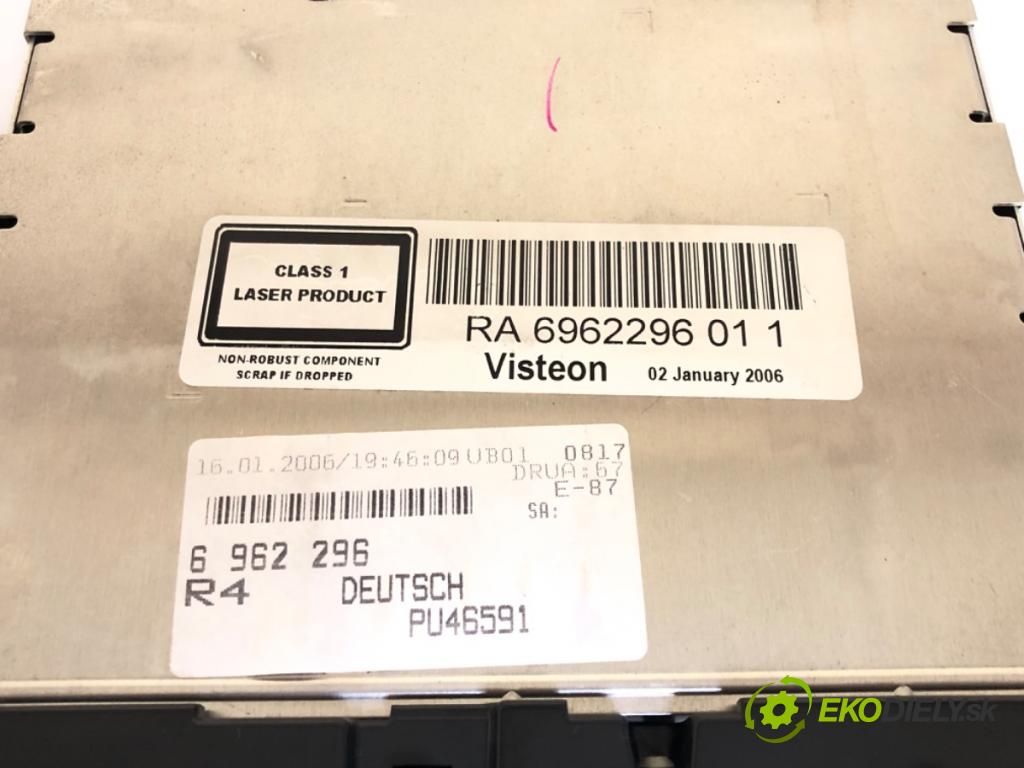 CLASS 1
LASER PRODUCT
NON-ROBUST COMPONENT
SCRAP IF DROPPED
RA 6962296 01 1
Visteon 02 January 2006
16.01.2006/19:46:09 UB01 0817
DRUA:67
E-87
SA:
6 962 296
R4 DEUTSCH
PU46591
EKODIELY.sk